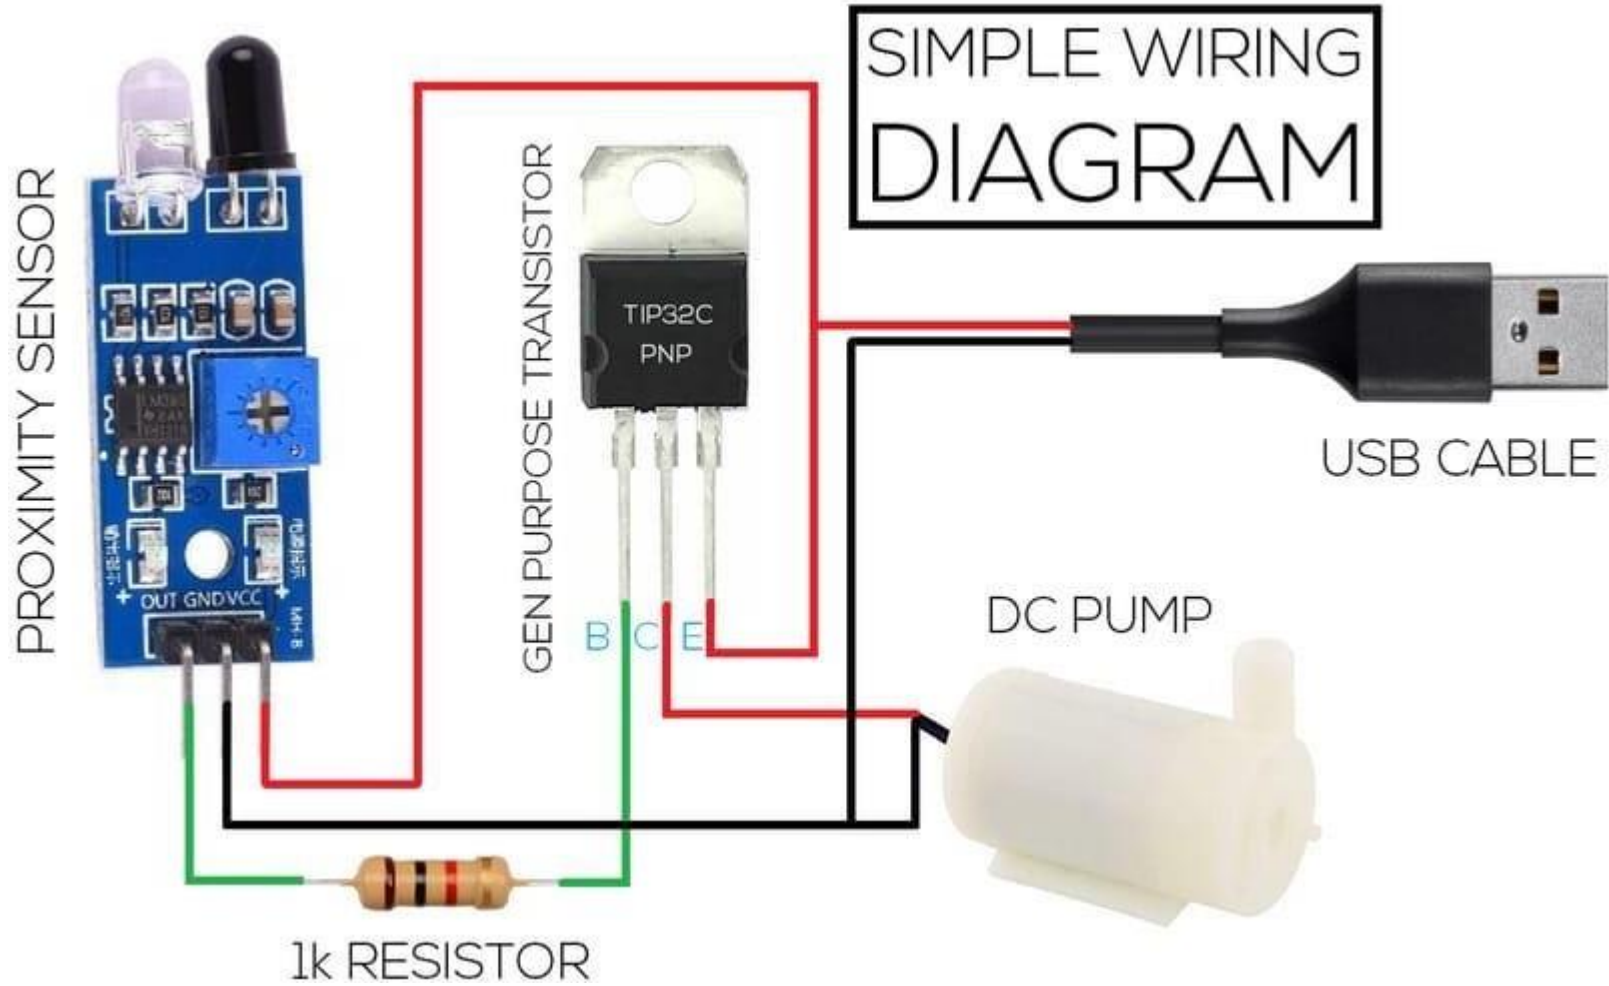 SIMPLE WIRING
DIAGRAM
PROXIMITY SENSOR
GEN PURPOSE TRANSISTOR
TIP32C
PNP
USB CABLE
OUT GND VCC
MH-B
B C E
DC PUMP
1k RESISTOR